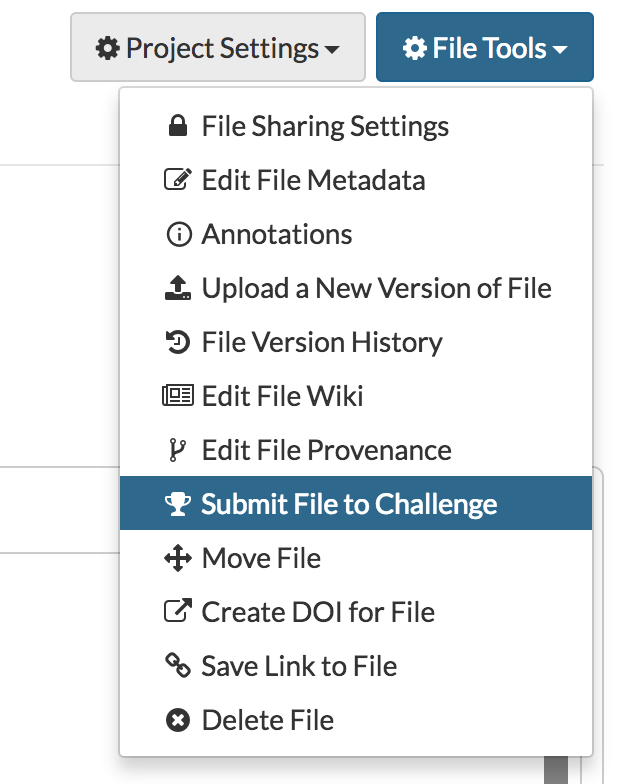 Project Settings
File Tools
File Sharing Settings
Edit File Metadata
Annotations
Upload a New Version of File
File Version History
Edit File Wiki
Edit File Provenance
Submit File to Challenge
Move File
Create DOI for File
Save Link to File
Delete File